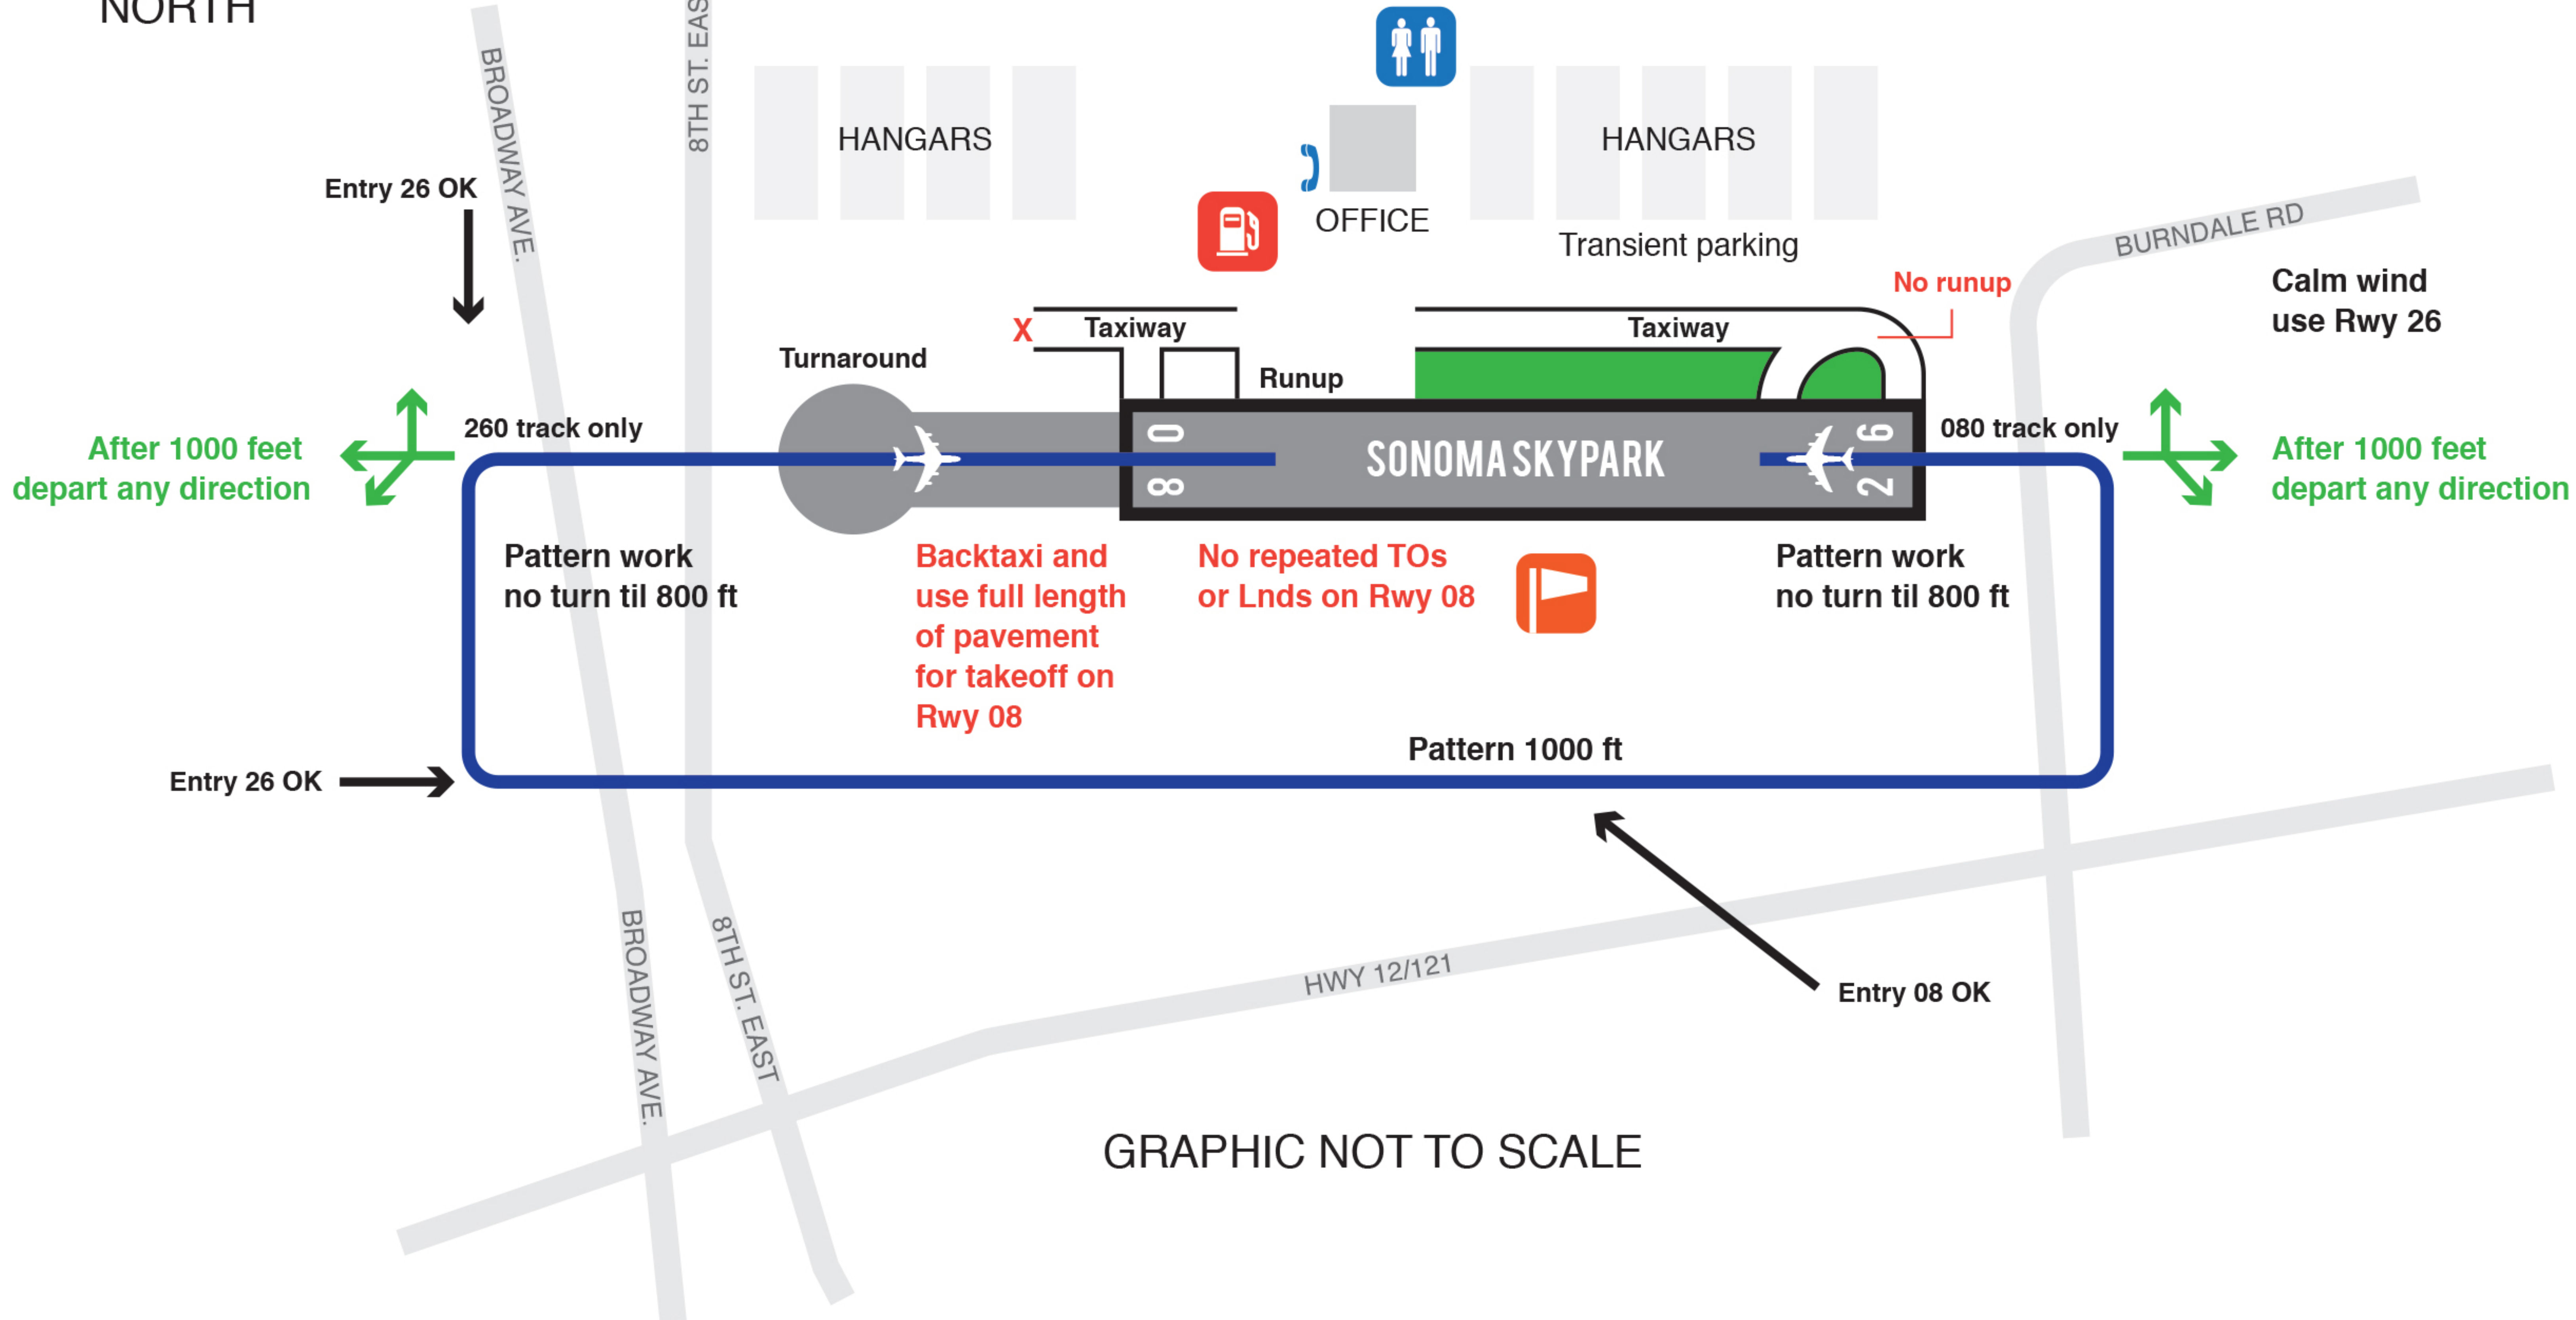 NORTH
BROADWAY AVE.
8TH ST. EAS
HANGARS
HANGARS
OFFICE
Transient parking
BURNDALE RD
Entry 26 OK
No runup
Calm wind
use Rwy 26
X
Taxiway
Taxiway
Turnaround
Runup
260 track only
080 track only
After 1000 feet
depart any direction
08
SONOMA SKYPARK
26
After 1000 feet
depart any direction
Pattern work
no turn til 800 ft
Backtaxi and
use full length
of pavement
for takeoff on
Rwy 08
No repeated TOs
or Lnds on Rwy 08
Pattern work
no turn til 800 ft
Pattern 1000 ft
Entry 26 OK
BROADWAY AVE.
8TH ST. EAST
HWY 12/121
Entry 08 OK
GRAPHIC NOT TO SCALE